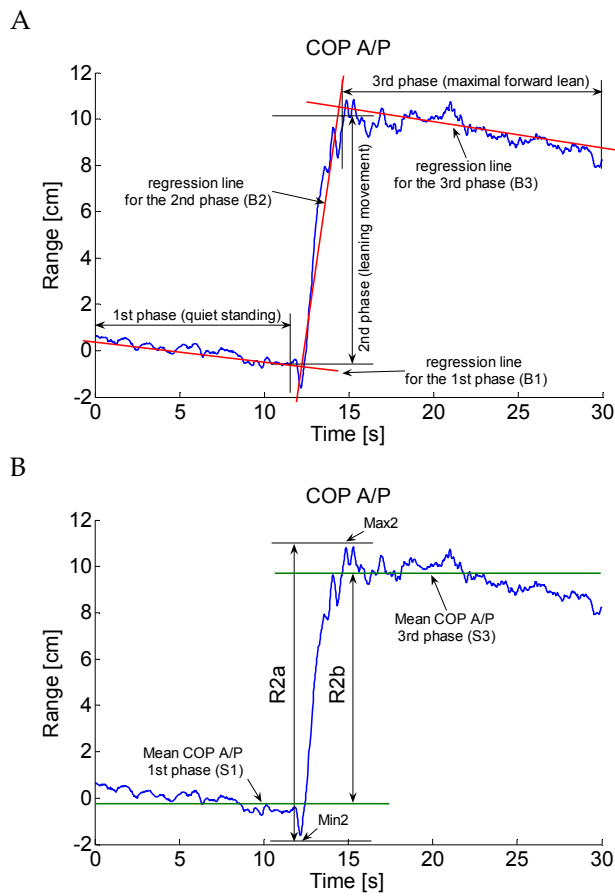 A
COP A/P
12
10
8
6
4
2
0
-2
0
5
10
15
20
25
30
Range [cm]
Time [s]
3rd phase (maximal forward lean)
regression line
for the 2nd phase (B2)
regression line
for the 3rd phase (B3)
2nd phase (leaning movement)
1st phase (quiet standing)
regression line
for the 1st phase (B1)
B
COP A/P
12
10
8
6
4
2
0
-2
0
5
10
15
20
25
30
Range [cm]
Time [s]
Max2
Mean COP A/P
3rd phase (S3)
R2a
R2b
Mean COP A/P
1st phase (S1)
Min2